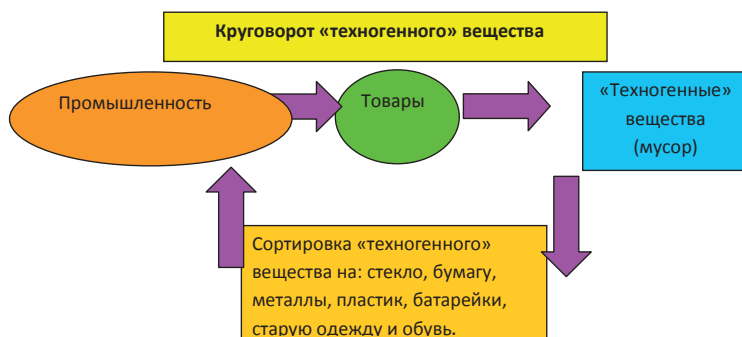 Круговорот «техногенного» вещества
Промышленность
Товары
«Техногенные»
вещества
(мусор)
Сортировка «техногенного»
вещества на: стекло, бумагу,
металлы, пластик, батарейки,
старую одежду и обувь.